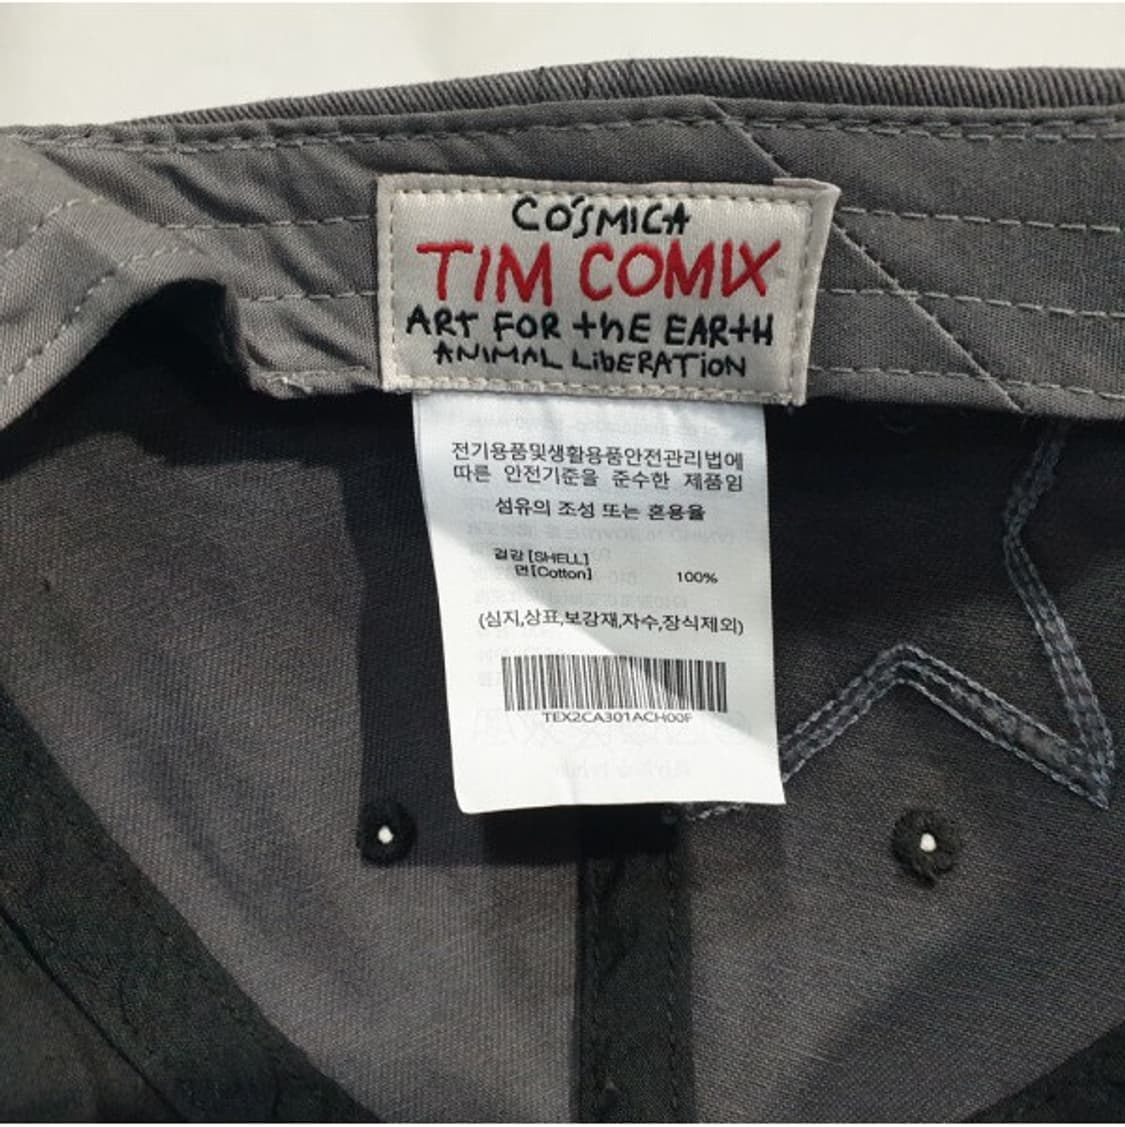 CO'SMICA
TIM COMIX
ART FOR thE EARtH
ANIMAL LibERATiON
전기용품및생활용품안전관리법에
따른 안전기준을 준수한 제품임
섬유의 조성 또는 혼용율
겉감 [SHELL]
면 [Cotton] 100%
(심지,상표,보강재,자수,장식제외)
TEX2CA301ACH00F